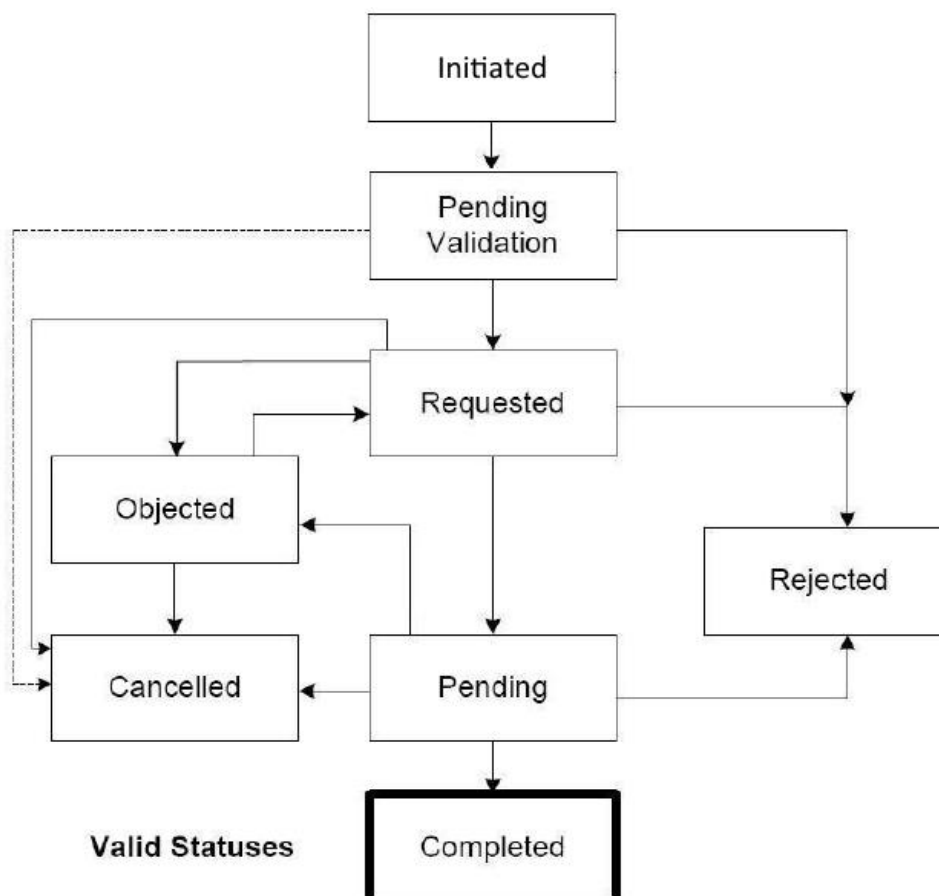 Initiated
Pending
Validation
Requested
Objected
Rejected
Cancelled
Pending
Valid Statuses
Completed